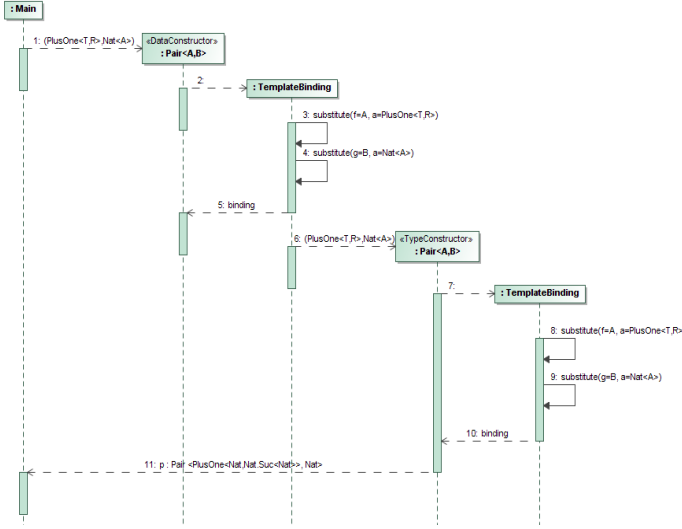 : Main
1: (PlusOne<T,R>,Nat<A>)
«DataConstructor»
: Pair<A,B>
2:
: TemplateBinding
3: substitute(f=A, a=PlusOne<T,R>)
4: substitute(g=B, a=Nat<A>)
5: binding
6: (PlusOne<T,R>,Nat<A>)
«TypeConstructor»
: Pair<A,B>
7:
: TemplateBinding
8: substitute(f=A, a=PlusOne<T,R>
9: substitute(g=B, a=Nat<A>)
10: binding
11: p : Pair <PlusOne<Nat,Nat.Suc<Nat>>, Nat>